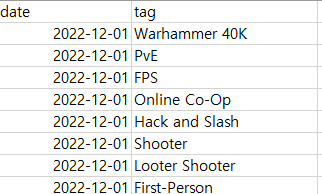 date tag
2022-12-01 Warhammer 40K
2022-12-01 PvE
2022-12-01 FPS
2022-12-01 Online Co-Op
2022-12-01 Hack and Slash
2022-12-01 Shooter
2022-12-01 Looter Shooter
2022-12-01 First-Person